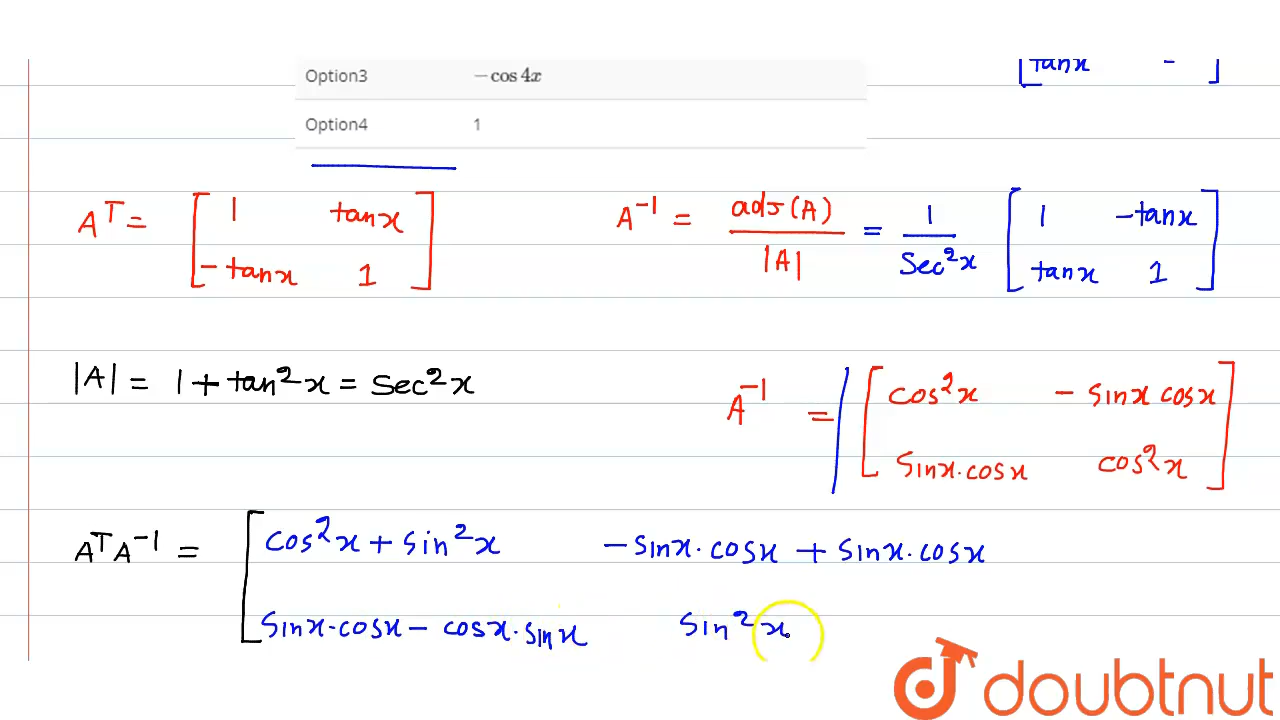 Option3 −cos 4x
[tanx - ]
Option4 1
Aᵀ = [1 tanx
-tanx 1]
A⁻¹ = adj(A) / |A| = 1 / Sec²x [1 -tanx
tanx 1]
|A| = 1 + tan²x = Sec²x
A⁻¹ = [cos²x - sinx cosx
sinx.cosx cos²x]
AᵀA⁻¹ = [cos²x + sin²x - sinx.cosx + sinx.cosx
sinx.cosx - cosx.sinx sin²x
doubtnut